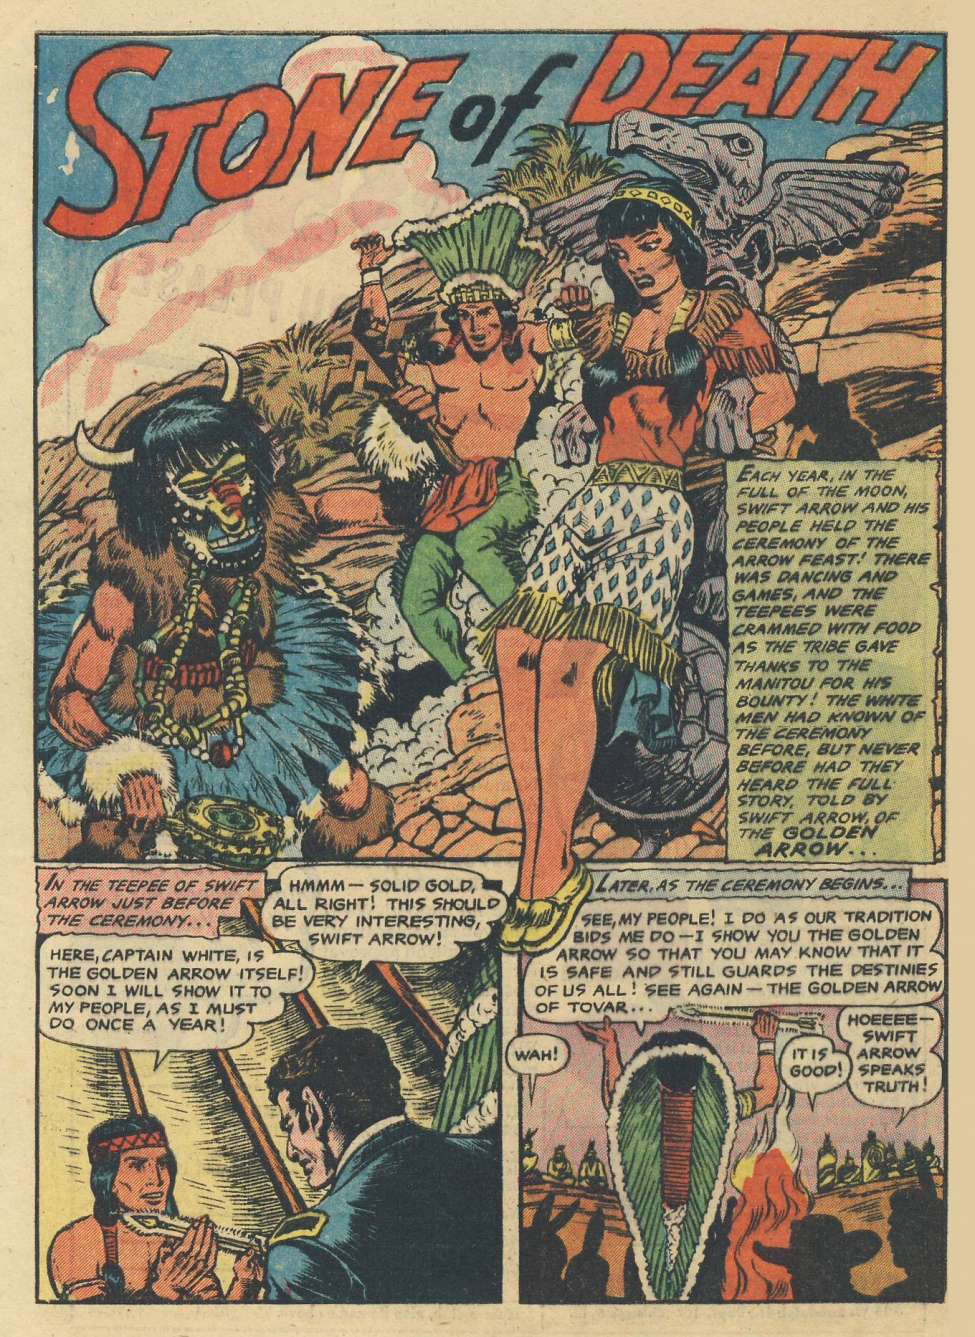 STONE of DEATH
EACH YEAR, IN THE
FULL OF THE MOON,
SWIFT ARROW AND HIS
PEOPLE HELD THE
CEREMONY OF THE
ARROW FEAST! THERE
WAS DANCING AND
GAMES, AND THE
TEEPEES WERE
CRAMMED WITH FOOD
AS THE TRIBE GAVE
THANKS TO THE
MANITOU FOR HIS
BOUNTY! THE WHITE
MEN HAD KNOWN OF
THE CEREMONY
BEFORE, BUT NEVER
BEFORE HAD THEY
HEARD THE FULL
STORY, TOLD BY
SWIFT ARROW, OF
THE GOLDEN
ARROW...
IN THE TEEPEE OF SWIFT
ARROW JUST BEFORE
THE CEREMONY...
HERE, CAPTAIN WHITE, IS
THE GOLDEN ARROW ITSELF!
SOON I WILL SHOW IT TO
MY PEOPLE, AS I MUST
DO ONCE A YEAR!
HMMM — SOLID GOLD,
ALL RIGHT! THIS SHOULD
BE VERY INTERESTING,
SWIFT ARROW!
LATER, AS THE CEREMONY BEGINS...
SEE, MY PEOPLE! I DO AS OUR TRADITION
BIDS ME DO — I SHOW YOU THE GOLDEN
ARROW SO THAT YOU MAY KNOW THAT IT
IS SAFE AND STILL GUARDS THE DESTINIES
OF US ALL! SEE AGAIN — THE GOLDEN ARROW
OF TOVAR...
WAH!
IT IS
GOOD!
HOEEEE —
SWIFT
ARROW
SPEAKS
TRUTH!